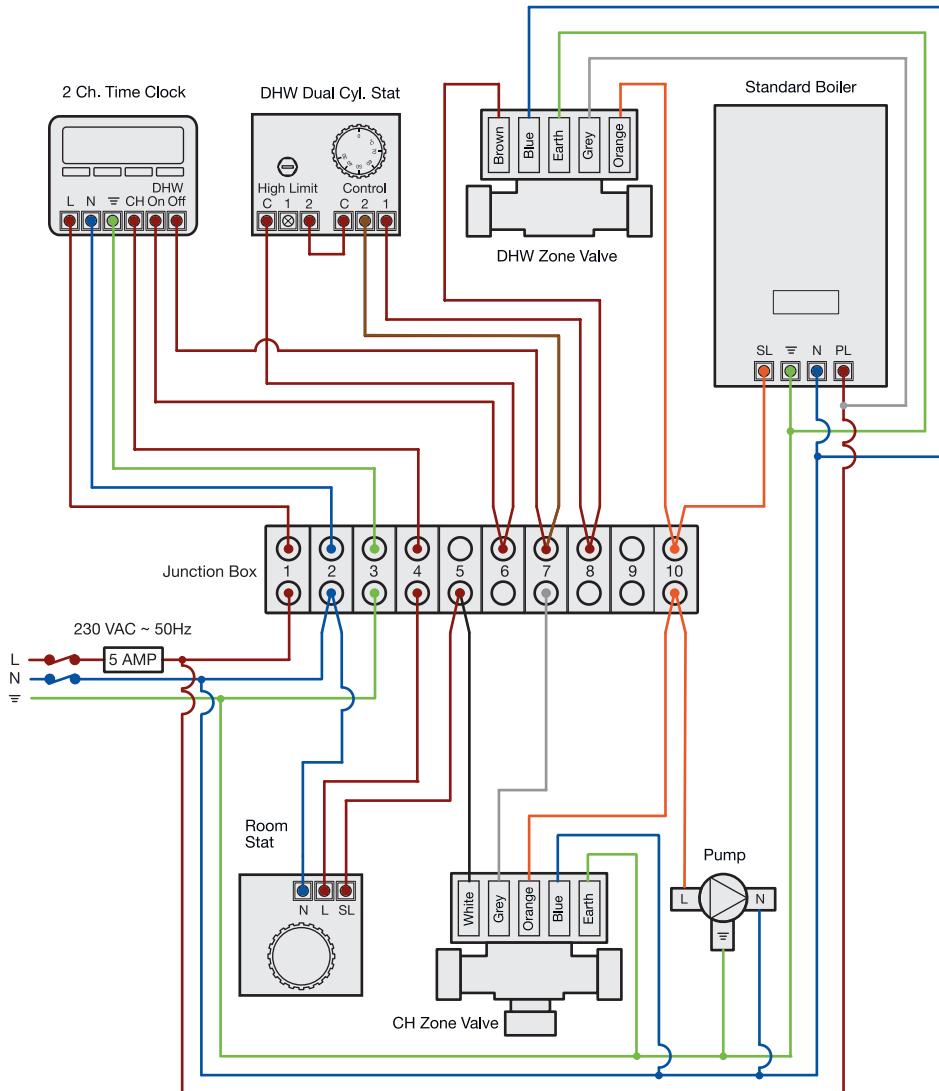 2 Ch. Time Clock
DHW
L N CH On Off
DHW Dual Cyl. Stat
High Limit Control
C 1 2 C 2 1
Brown Blue Earth Grey Orange
DHW Zone Valve
Standard Boiler
SL N PL
Junction Box
1 2 3 4 5 6 7 8 9 10
230 VAC ~ 50Hz
L
5 AMP
N
Room
Stat
N L SL
White Grey Orange Blue Earth
CH Zone Valve
Pump
L N